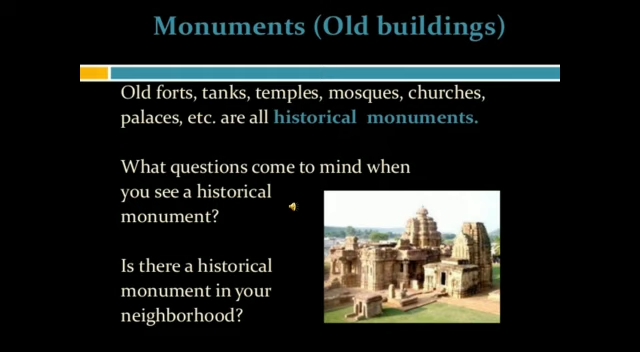 Monuments (Old buildings)
Old forts, tanks, temples, mosques, churches,
palaces, etc. are all historical monuments.
What questions come to mind when
you see a historical
monument?
Is there a historical
monument in your
neighborhood?